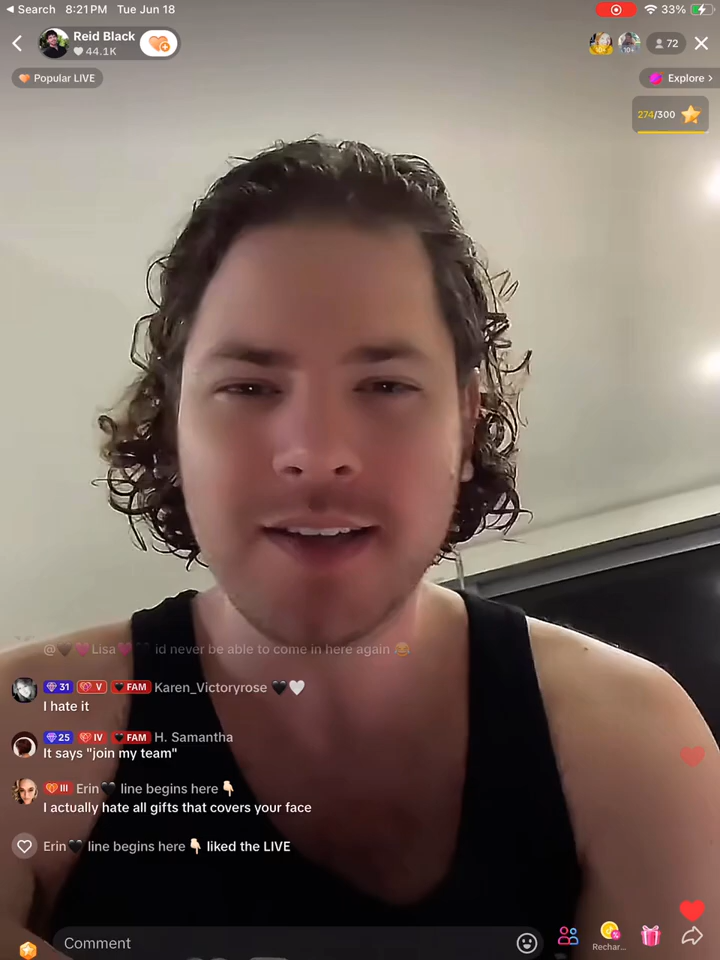 Search 8:21 PM Tue Jun 18 33%
Reid Black
44.1K
72
Popular LIVE
Explore >
274/300
@🖤💗Lisa💗🖤 id never be able to come in here again 😂
31 V FAM Karen_Victoryrose 🖤🤍
I hate it
25 IV FAM H. Samantha
It says "join my team"
III Erin🖤 line begins here 👇🏻
I actually hate all gifts that covers your face
Erin🖤 line begins here 👇🏻 liked the LIVE
Comment
Rechar...